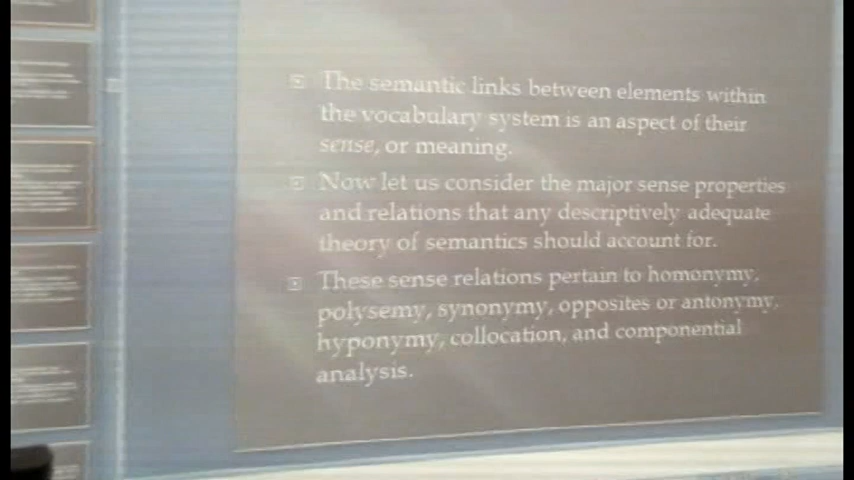 The semantic links between elements within
the vocabulary system is an aspect of their
sense, or meaning.
Now let us consider the major sense properties
and relations that any descriptively adequate
theory of semantics should account for.
These sense relations pertain to homonymy,
polysemy, synonymy, opposites or antonymy,
hyponymy, collocation, and componential
analysis.